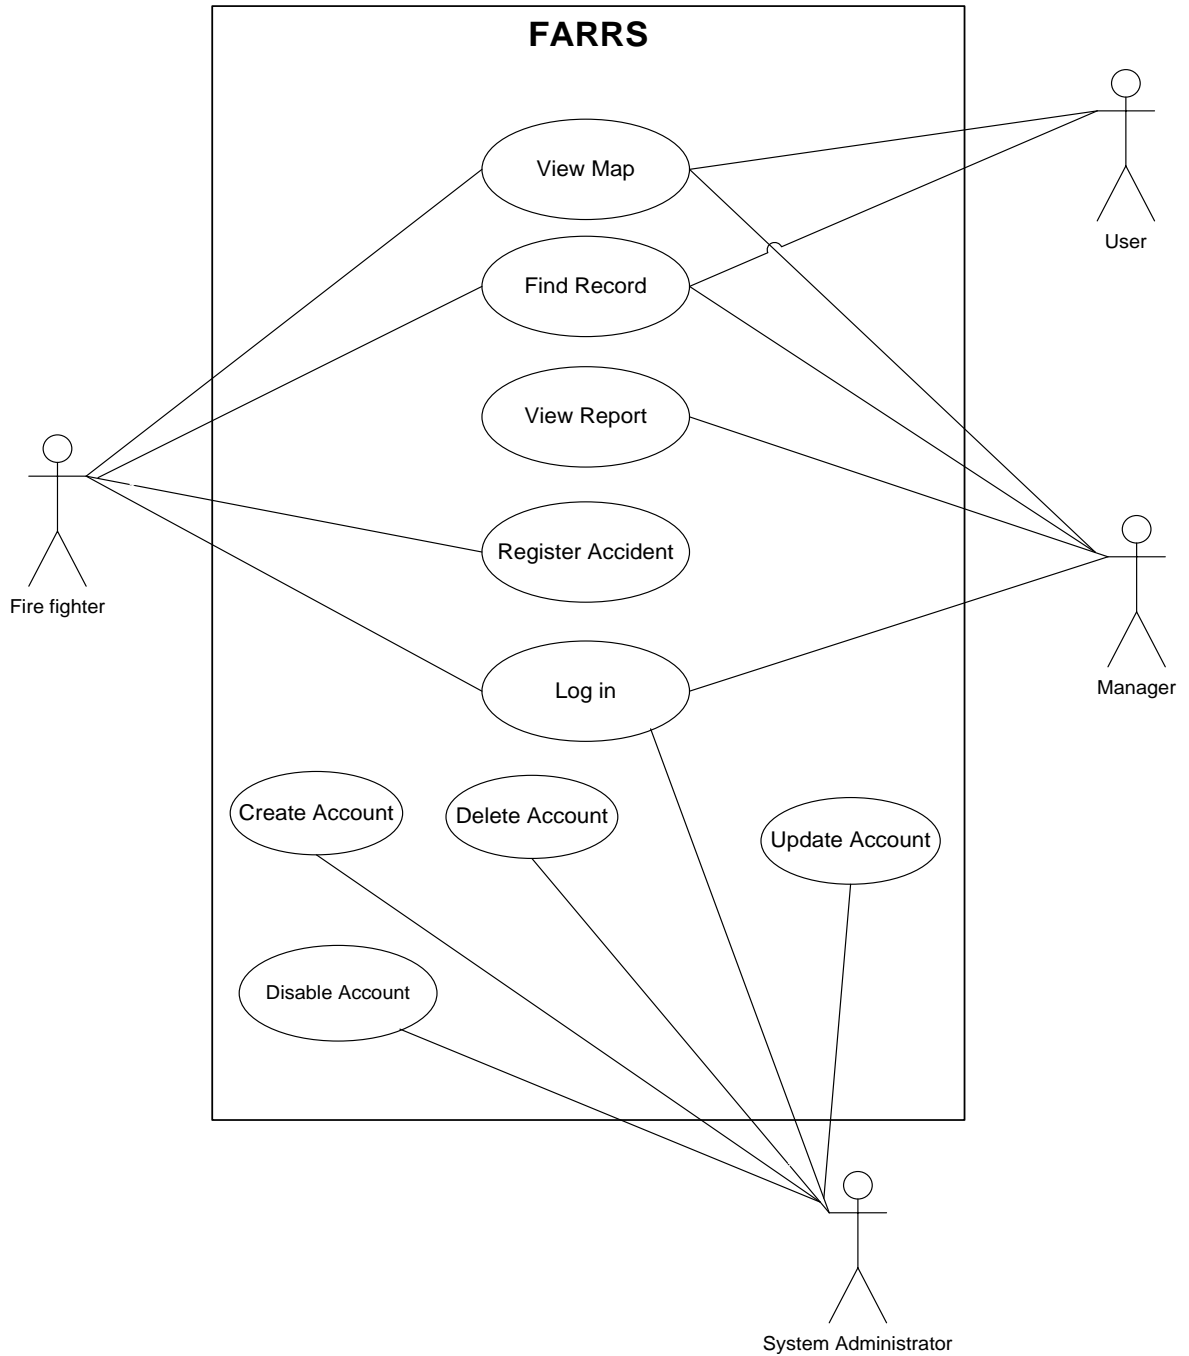 FARRS
View Map
User
Find Record
View Report
Fire fighter
Register Accident
Manager
Log in
Create Account
Delete Account
Update Account
Disable Account
System Administrator